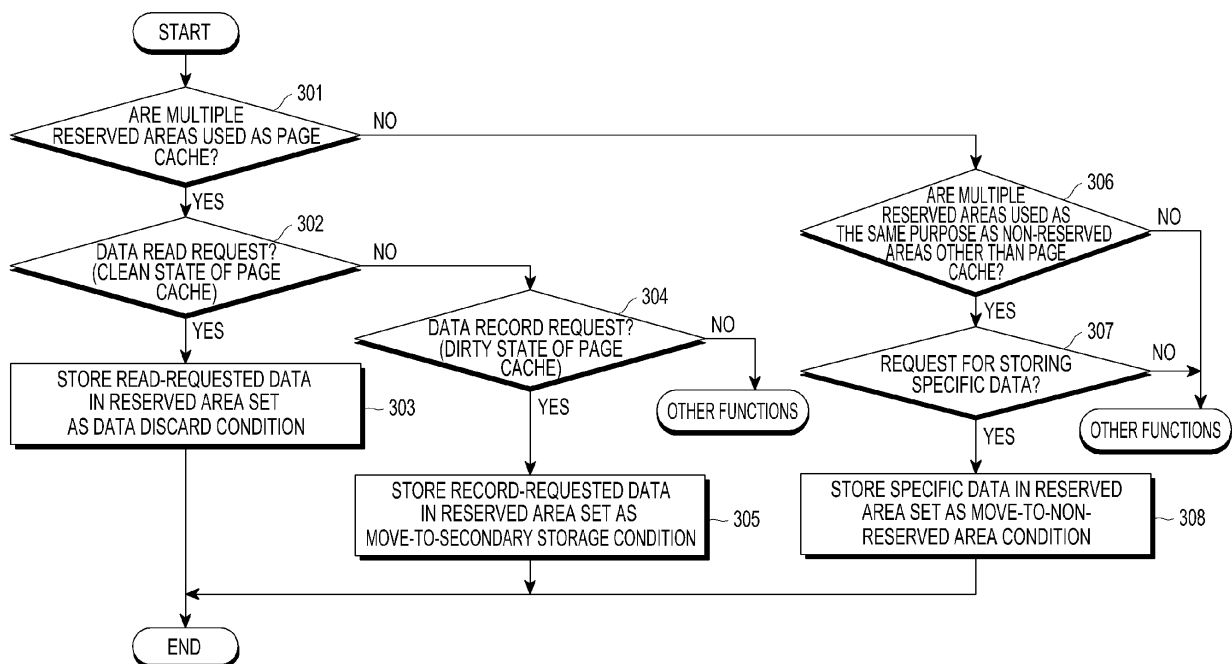 START
301
ARE MULTIPLE
RESERVED AREAS USED AS PAGE
CACHE?
NO
YES
302
DATA READ REQUEST?
(CLEAN STATE OF PAGE
CACHE)
NO
YES
STORE READ-REQUESTED DATA
IN RESERVED AREA SET
AS DATA DISCARD CONDITION
303
304
DATA RECORD REQUEST?
(DIRTY STATE OF PAGE
CACHE)
NO
YES
OTHER FUNCTIONS
STORE RECORD-REQUESTED DATA
IN RESERVED AREA SET AS
MOVE-TO-SECONDARY STORAGE CONDITION
305
306
ARE MULTIPLE
RESERVED AREAS USED AS
THE SAME PURPOSE AS NON-RESERVED
AREAS OTHER THAN PAGE
CACHE?
NO
YES
307
REQUEST FOR STORING
SPECIFIC DATA?
NO
YES
OTHER FUNCTIONS
STORE SPECIFIC DATA IN RESERVED
AREA SET AS MOVE-TO-NON-
RESERVED AREA CONDITION
308
END